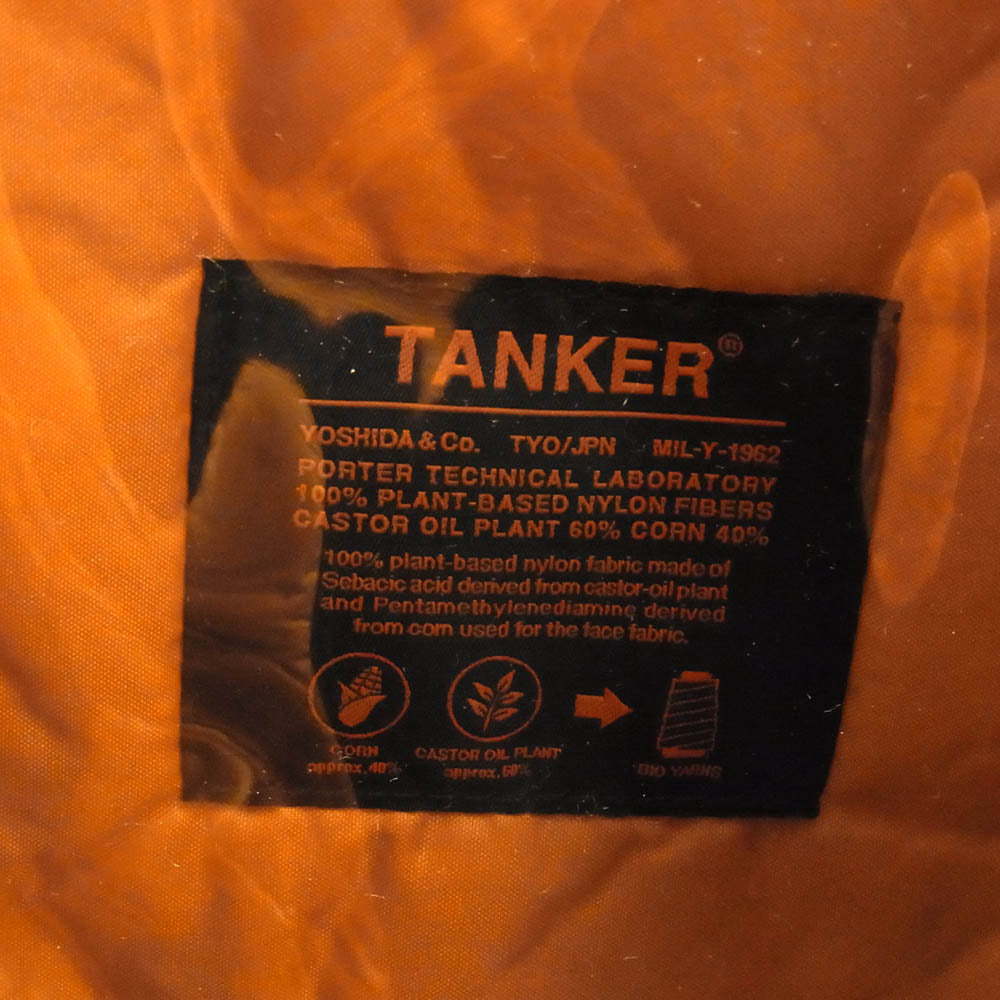 TANKER®
YOSHIDA & Co. TYO/JPN MIL-Y-1962
PORTER TECHNICAL LABORATORY
100% PLANT-BASED NYLON FIBERS
CASTOR OIL PLANT 60% CORN 40%
100% plant-based nylon fabric made of
Sebacic acid derived from castor-oil plant
and Pentamethylenediamine derived
from corn used for the face fabric.
CORN
approx. 40%
CASTOR OIL PLANT
approx. 60%
BIO YARNS